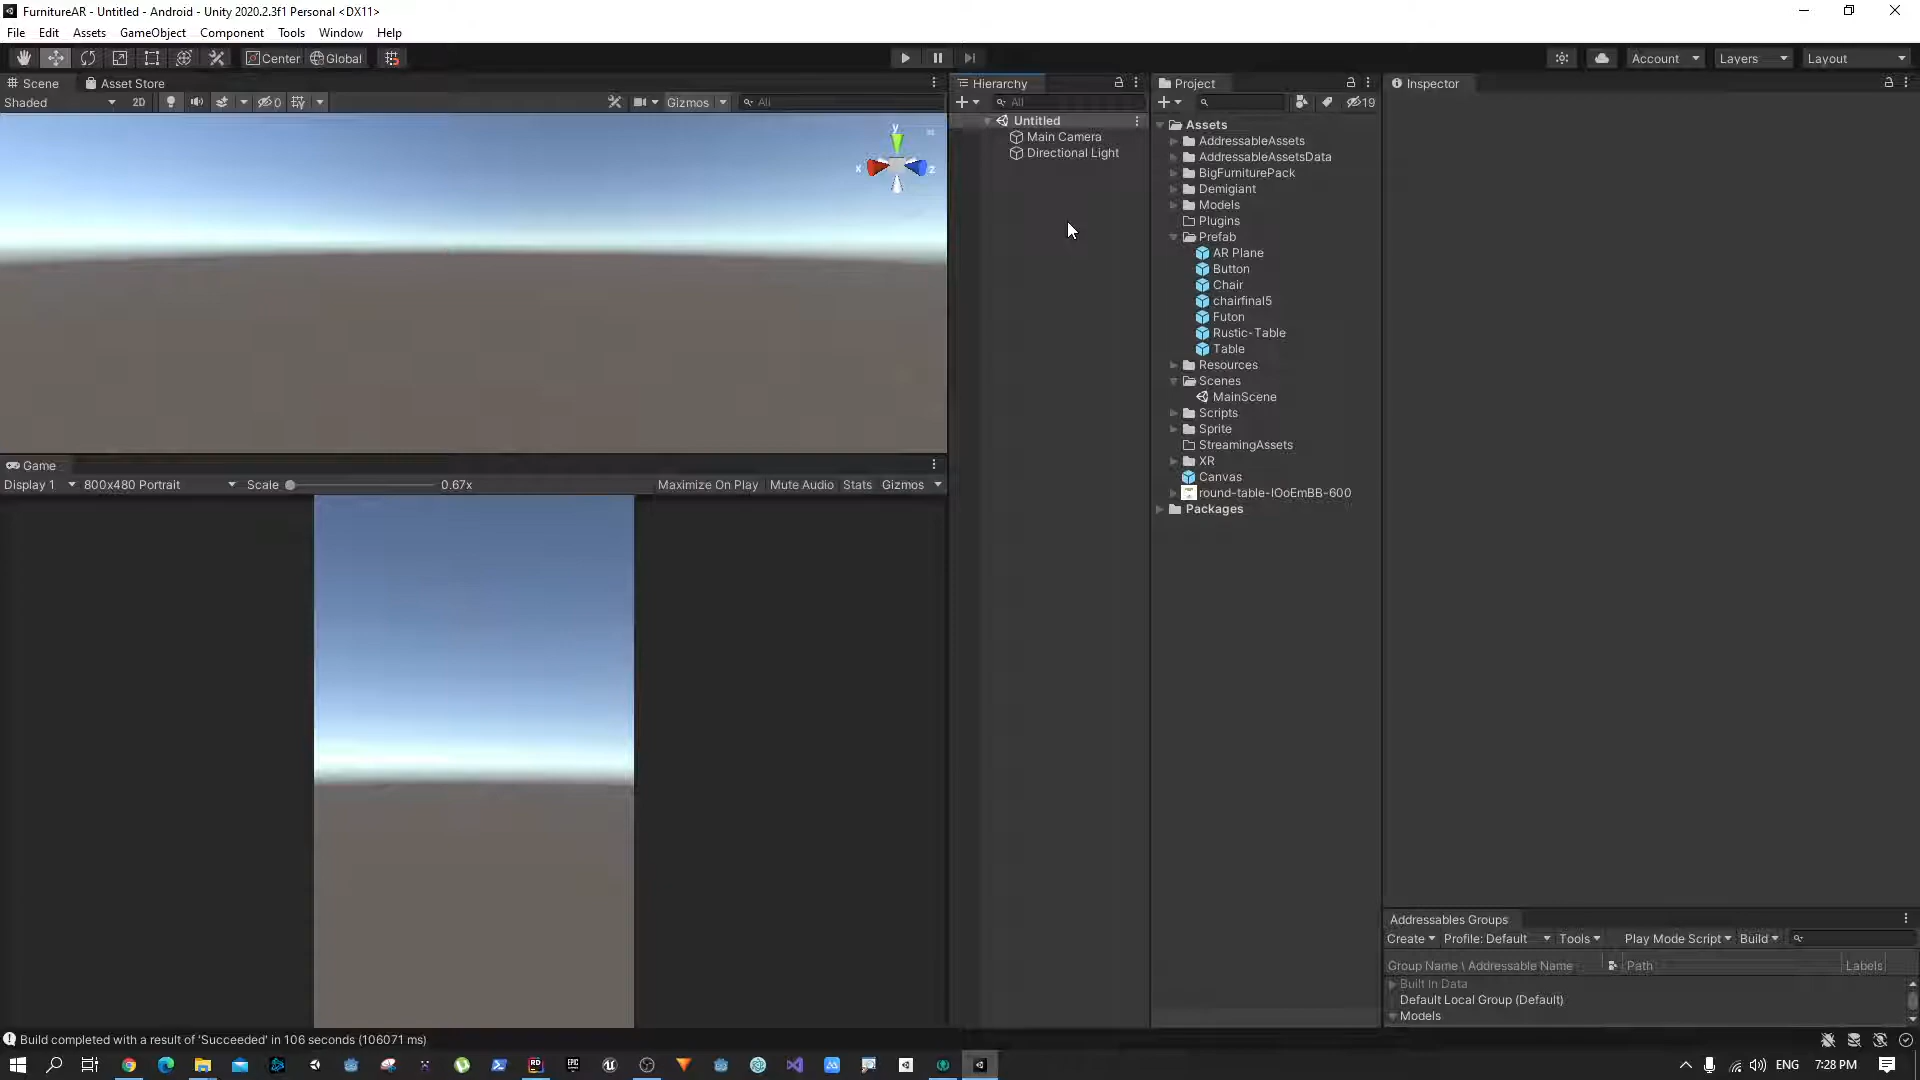 FurnitureAR - Untitled - Android - Unity 2020.2.3f1 Personal <DX11>
File Edit Assets GameObject Component Tools Window Help
Center Global Account Layers Layout
Scene Asset Store
Shaded 2D 0 Gizmos All
y
x z
Game
Display 1 800x480 Portrait Scale 0.67x Maximize On Play Mute Audio Stats Gizmos
Hierarchy
All
Untitled
Main Camera
Directional Light
Project
19
Assets
AddressableAssets
AddressableAssetsData
BigFurniturePack
Demigiant
Models
Plugins
Prefab
AR Plane
Button
Chair
chairfinal5
Futon
Rustic-Table
Table
Resources
Scenes
MainScene
Scripts
Sprite
StreamingAssets
XR
Canvas
round-table-IOoEmBB-600
Packages
Inspector
Addressables Groups
Create Profile: Default Tools Play Mode Script Build
Group Name \ Addressable Name Path Labels
Built In Data
Default Local Group (Default)
Models
Build completed with a result of 'Succeeded' in 106 seconds (106071 ms)
RD EPIC ENG 7:28 PM